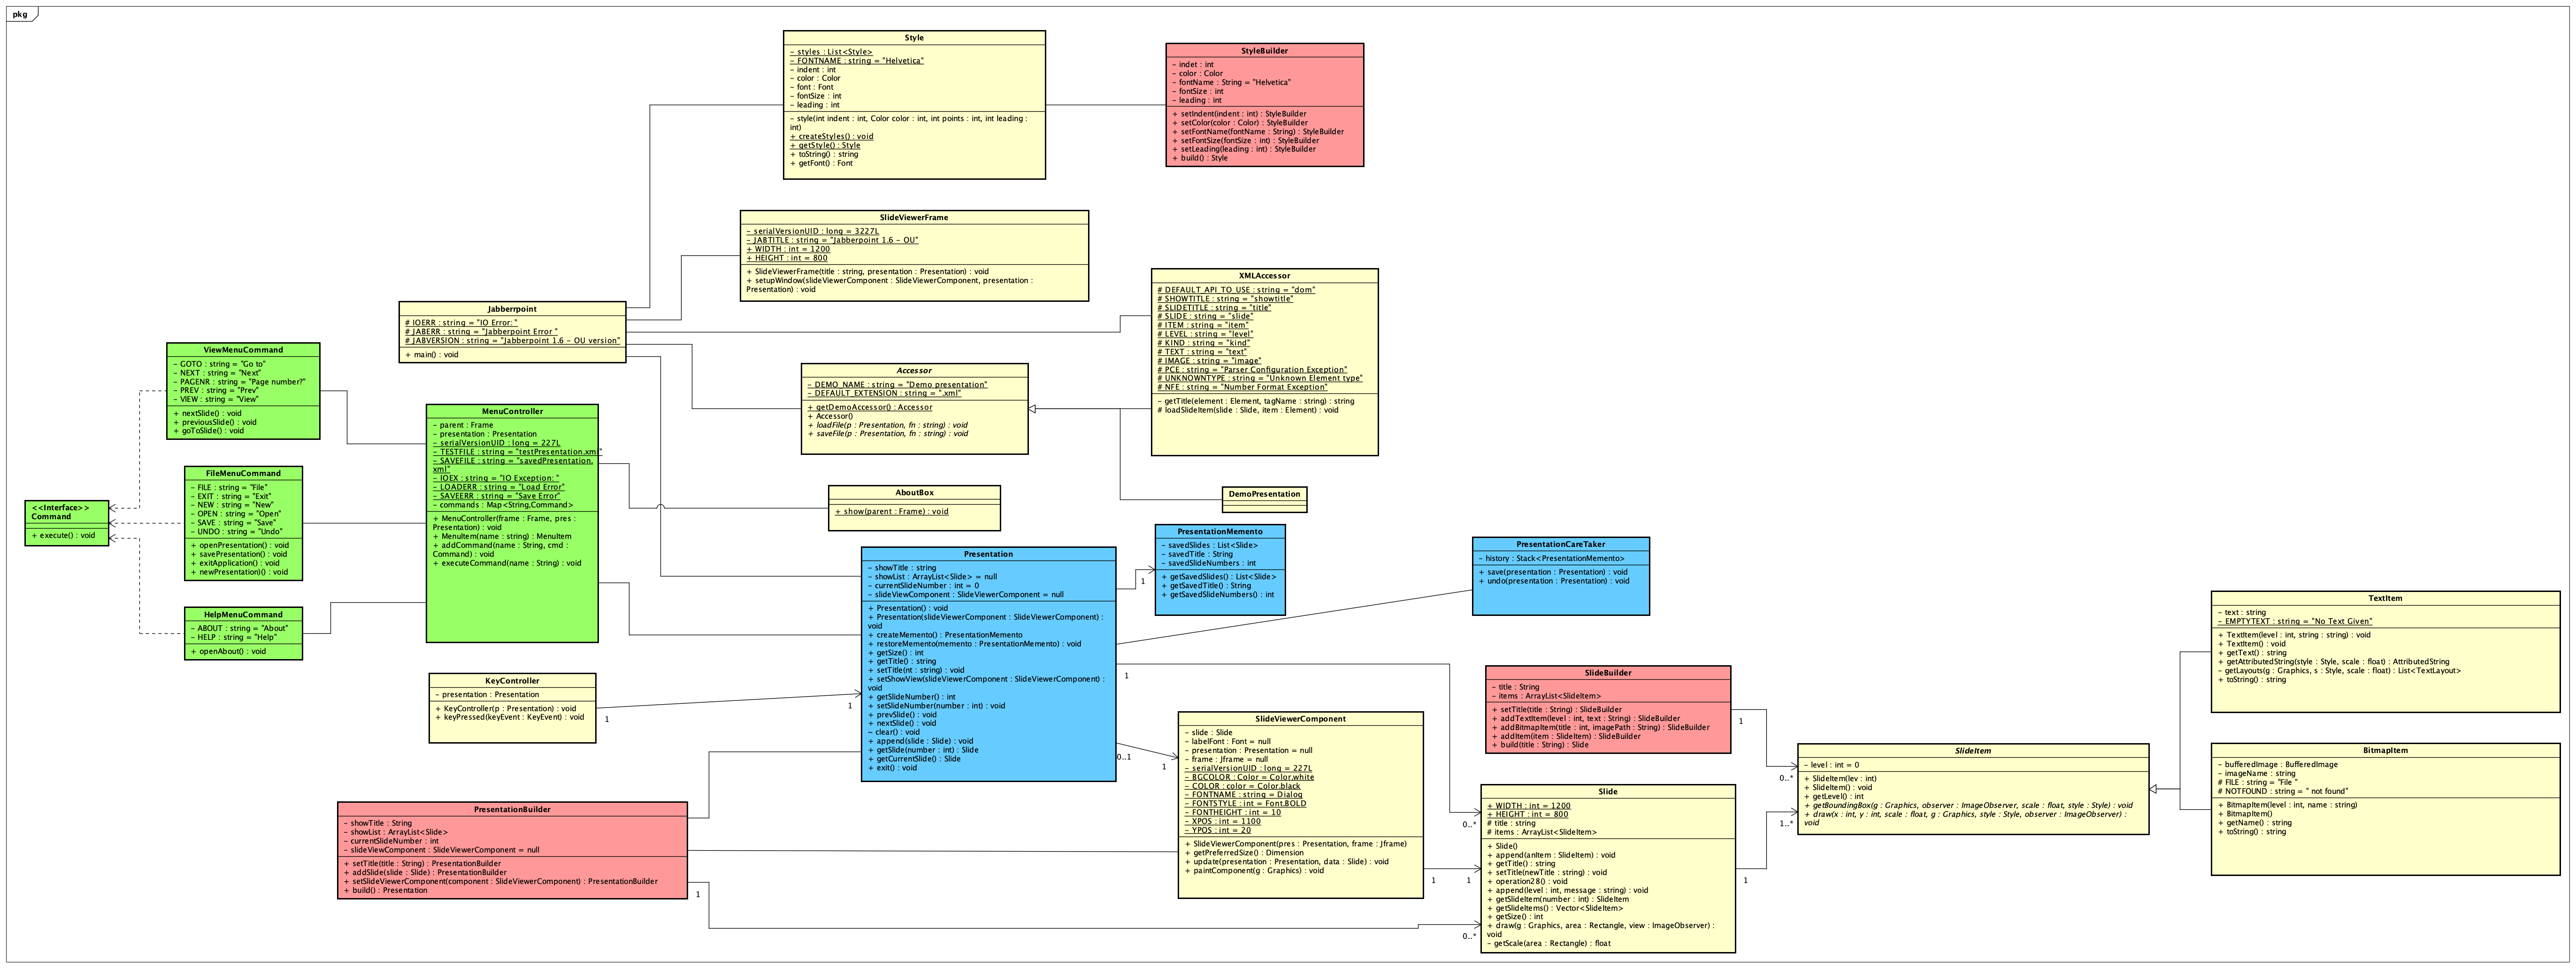 pkg
Style
- styles : List<Style>
- FONTNAME : string = "Helvetica"
- indent : int
- color : Color
- font : Font
- fontSize : int
- leading : int
- style(int indent : int, Color color : int, int points : int, int leading :
int)
+ createStyles() : void
+ getStyle() : Style
+ toString() : string
+ getFont() : Font
StyleBuilder
- indet : int
- color : Color
- fontName : String = "Helvetica"
- fontSize : int
- leading : int
+ setIndent(indent : int) : StyleBuilder
+ setColor(color : Color) : StyleBuilder
+ setFontName(fontName : String) : StyleBuilder
+ setFontSize(fontSize : int) : StyleBuilder
+ setLeading(leading : int) : StyleBuilder
+ build() : Style
SlideViewerFrame
- serialVersionUID : long = 3227L
- JABTITLE : string = "Jabberpoint 1.6 - OU"
+ WIDTH : int = 1200
+ HEIGHT : int = 800
+ SlideViewerFrame(title : string, presentation : Presentation) : void
+ setupWindow(slideViewerComponent : SlideViewerComponent, presentation :
Presentation) : void
Jabberrpoint
# IOERR : string = "IO Error: "
# JABERR : string = "Jabberpoint Error "
# JABVERSION : string = "Jabberpoint 1.6 - OU version"
+ main() : void
XMLAccessor
# DEFAULT_API_TO_USE : string = "dom"
# SHOWTITLE : string = "showtitle"
# SLIDETITLE : string = "title"
# SLIDE : string = "slide"
# ITEM : string = "item"
# LEVEL : string = "level"
# KIND : string = "kind"
# TEXT : string = "text"
# IMAGE : string = "image"
# PCE : string = "Parser Configuration Exception"
# UNKNOWNTYPE : string = "Unknown Element type"
# NFE : string = "Number Format Exception"
- getTitle(element : Element, tagName : string) : string
# loadSlideItem(slide : Slide, item : Element) : void
Accessor
- DEMO_NAME : string = "Demo presentation"
- DEFAULT_EXTENSION : string = ".xml"
+ getDemoAccessor() : Accessor
+ Accessor()
+ loadFile(p : Presentation, fn : string) : void
+ saveFile(p : Presentation, fn : string) : void
ViewMenuCommand
- GOTO : string = "Go to"
- NEXT : string = "Next"
- PAGENR : string = "Page number?"
- PREV : string = "Prev"
- VIEW : string = "View"
+ nextSlide() : void
+ previousSlide() : void
+ goToSlide() : void
MenuController
- parent : Frame
- presentation : Presentation
- serialVersionUID : long = 227L
- TESTFILE : string = "testPresentation.xml"
- SAVEFILE : string = "savedPresentation.
xml"
- IOEX : string = "IO Exception: "
- LOADERR : string = "Load Error"
- SAVEERR : string = "Save Error"
- commands : Map<String,Command>
+ MenuController(frame : Frame, pres :
Presentation) : void
+ MenuItem(name : string) : MenuItem
+ addCommand(name : String, cmd :
Command) : void
+ executeCommand(name : String) : void
FileMenuCommand
- FILE : string = "File"
- EXIT : string = "Exit"
- NEW : string = "New"
- OPEN : string = "Open"
- SAVE : string = "Save"
- UNDO : string = "Undo"
+ openPresentation() : void
+ savePresentation() : void
+ exitApplication() : void
+ newPresentation)() : void
<<Interface>>
Command
+ execute() : void
HelpMenuCommand
- ABOUT : string = "About"
- HELP : string = "Help"
+ openAbout() : void
AboutBox
+ show(parent : Frame) : void
DemoPresentation
Presentation
- showTitle : string
- showList : ArrayList<Slide> = null
- currentSlideNumber : int = 0
- slideViewComponent : SlideViewerComponent = null
+ Presentation() : void
+ Presentation(slideViewerComponent : SlideViewerComponent) :
void
+ createMemento() : PresentationMemento
+ restoreMemento(memento : PresentationMemento) : void
+ getSize() : int
+ getTitle() : string
+ setTitle(nt : string) : void
+ setShowView(slideViewerComponent : SlideViewerComponent) :
void
+ getSlideNumber() : int
+ setSlideNumber(number : int) : void
+ prevSlide() : void
+ nextSlide() : void
~ clear() : void
+ append(slide : Slide) : void
+ getSlide(number : int) : Slide
+ getCurrentSlide() : Slide
+ exit() : void
PresentationMemento
- savedSlides : List<Slide>
- savedTitle : String
- savedSlideNumbers : int
+ getSavedSlides() : List<Slide>
+ getSavedTitle() : String
+ getSavedSlideNumbers() : int
1
PresentationCareTaker
- history : Stack<PresentationMemento>
+ save(presentation : Presentation) : void
+ undo(presentation : Presentation) : void
KeyController
- presentation : Presentation
+ KeyController(p : Presentation) : void
+ keyPressed(keyEvent : KeyEvent) : void
1
1
1
0..1
1
0..*
SlideViewerComponent
- slide : Slide
- labelFont : Font = null
- presentation : Presentation = null
- frame : Jframe = null
- serialVersionUID : long = 227L
- BGCOLOR : Color = Color.white
- COLOR : color = Color.black
- FONTNAME : string = Dialog
- FONTSTYLE : int = Font.BOLD
- FONTHEIGHT : int = 10
- XPOS : int = 1100
- YPOS : int = 20
+ SlideViewerComponent(pres : Presentation, frame : Jframe)
+ getPreferredSize() : Dimension
+ update(presentation : Presentation, data : Slide) : void
+ paintComponent(g : Graphics) : void
1
1
SlideBuilder
- title : String
- items : ArrayList<SlideItem>
+ setTitle(title : String) : SlideBuilder
+ addTextItem(level : int, text : String) : SlideBuilder
+ addBitmapItem(title : int, imagePath : String) : SlideBuilder
+ addItem(item : SlideItem) : SlideBuilder
+ build(title : String) : Slide
1
0..*
Slide
+ WIDTH : int = 1200
+ HEIGHT : int = 800
# title : string
# items : ArrayList<SlideItem>
+ Slide()
+ append(anItem : SlideItem) : void
+ getTitle() : string
+ setTitle(newTitle : string) : void
+ operation28() : void
+ append(level : int, message : string) : void
+ getSlideItem(number : int) : SlideItem
+ getSlideItems() : Vector<SlideItem>
+ getSize() : int
+ draw(g : Graphics, area : Rectangle, view : ImageObserver) :
void
- getScale(area : Rectangle) : float
1
1..*
SlideItem
- level : int = 0
+ SlideItem(lev : int)
+ SlideItem() : void
+ getLevel() : int
+ getBoundingBox(g : Graphics, observer : ImageObserver, scale : float, style : Style) : void
+ draw(x : int, y : int, scale : float, g : Graphics, style : Style, observer : ImageObserver) :
void
TextItem
- text : string
- EMPTYTEXT : string = "No Text Given"
+ TextItem(level : int, string : string) : void
+ TextItem() : void
+ getText() : string
+ getAttributedString(style : Style, scale : float) : AttributedString
- getLayouts(g : Graphics, s : Style, scale : float) : List<TextLayout>
+ toString() : string
BitmapItem
- bufferedImage : BufferedImage
- imageName : string
# FILE : string = "File "
# NOTFOUND : string = " not found"
+ BitmapItem(level : int, name : string)
+ BitmapItem()
+ getName() : string
+ toString() : string
PresentationBuilder
- showTitle : String
- showList : ArrayList<Slide>
- currentSlideNumber : int
- slideViewComponent : SlideViewerComponent = null
+ setTitle(title : String) : PresentationBuilder
+ addSlide(slide : Slide) : PresentationBuilder
+ setSlideViewerComponent(component : SlideViewerComponent) : PresentationBuilder
+ build() : Presentation
1
0..*